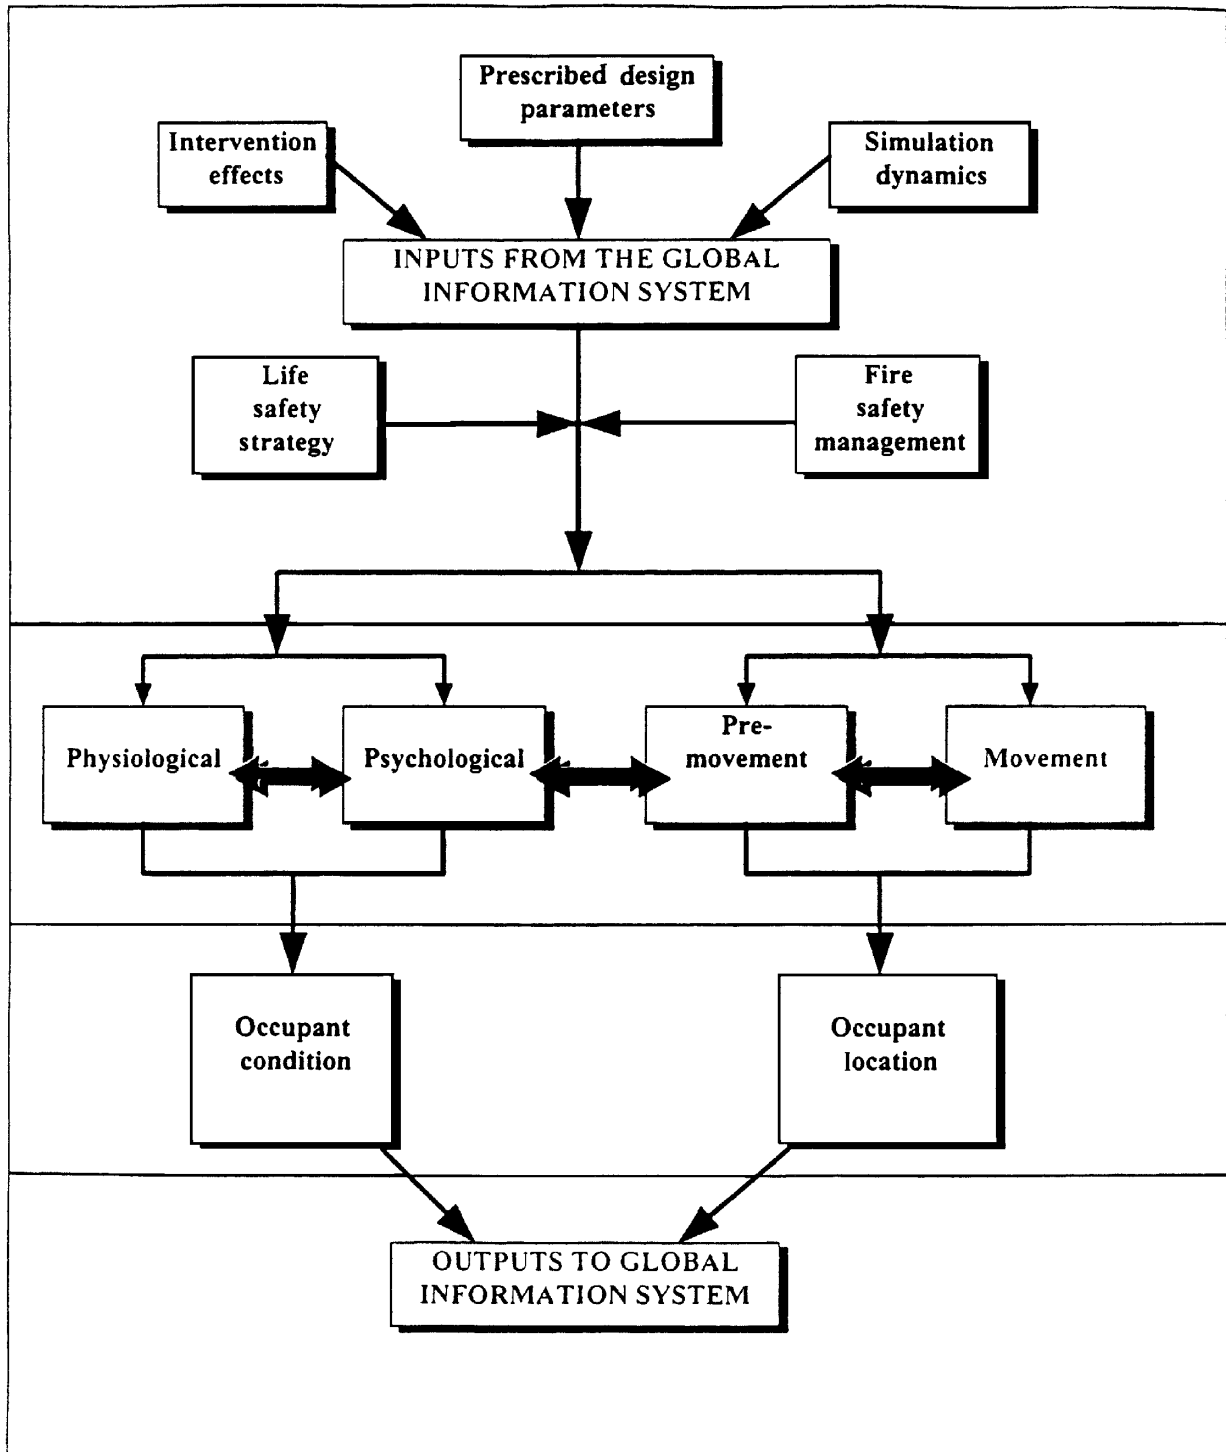 Prescribed design
parameters
Intervention
effects
Simulation
dynamics
INPUTS FROM THE GLOBAL
INFORMATION SYSTEM
Life
safety
strategy
Fire
safety
management
Physiological
Psychological
Pre-
movement
Movement
Occupant
condition
Occupant
location
OUTPUTS TO GLOBAL
INFORMATION SYSTEM